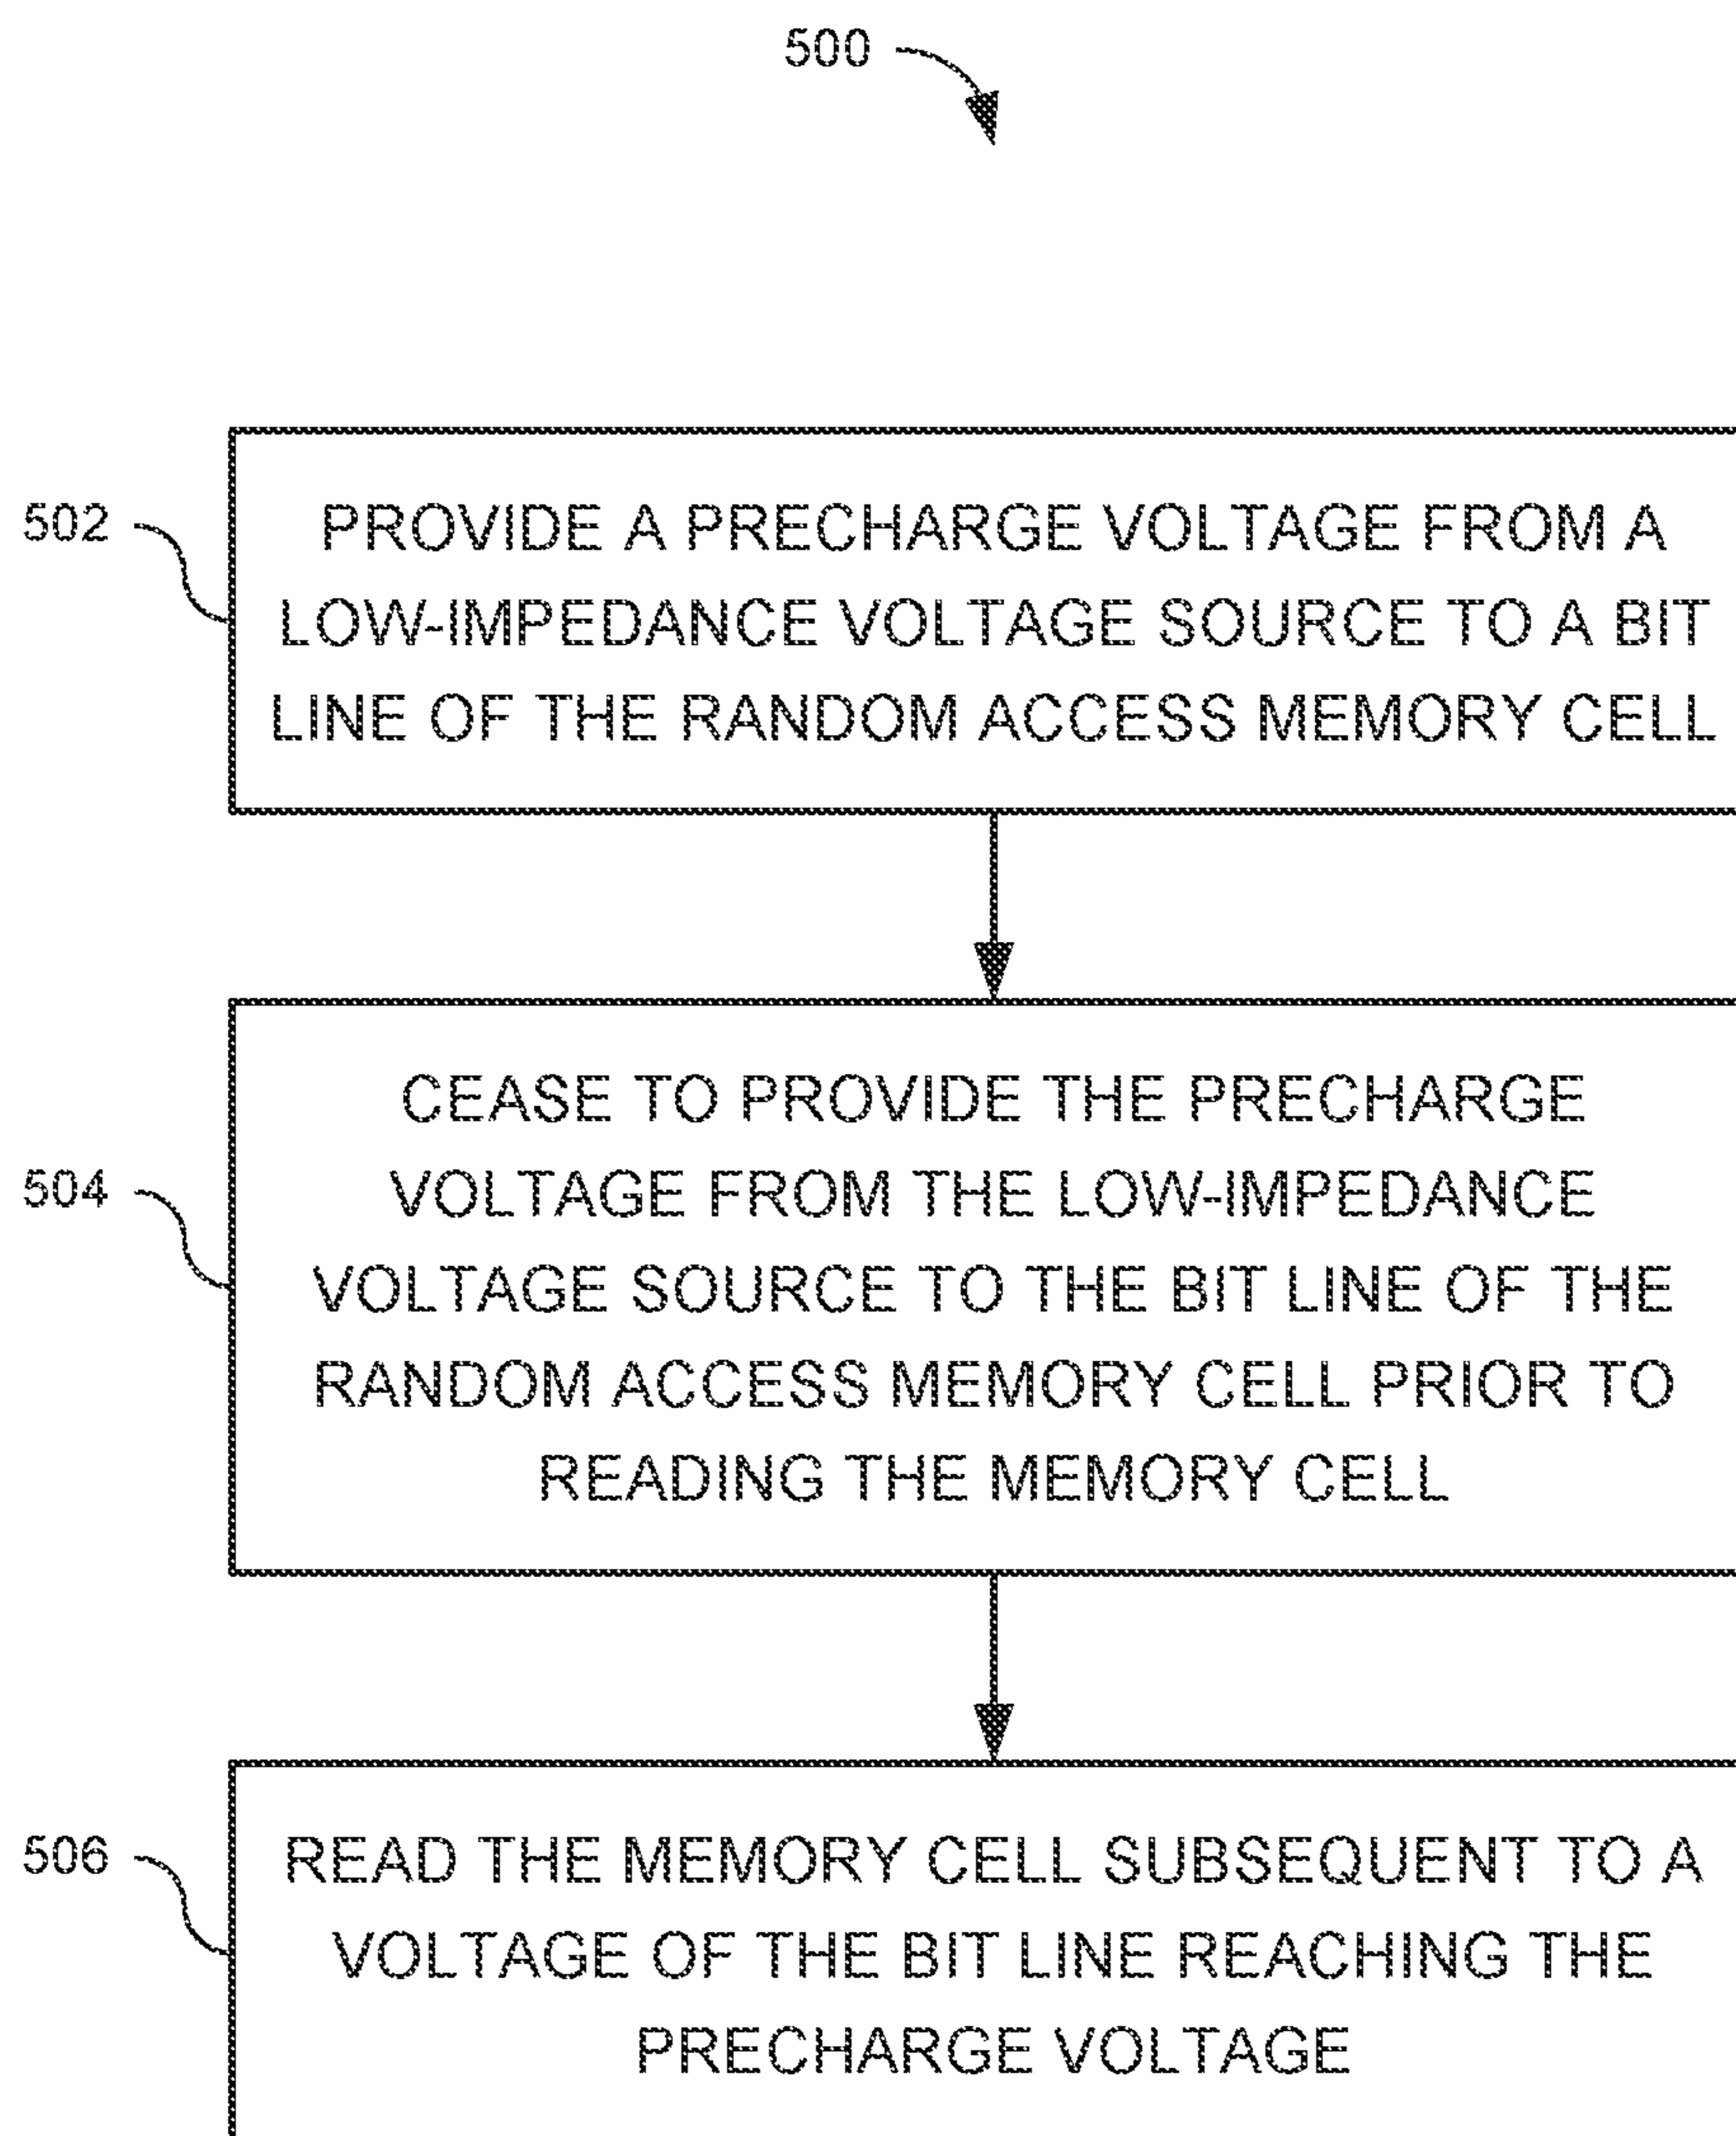 500
502
PROVIDE A PRECHARGE VOLTAGE FROM A
LOW-IMPEDANCE VOLTAGE SOURCE TO A BIT
LINE OF THE RANDOM ACCESS MEMORY CELL
504
CEASE TO PROVIDE THE PRECHARGE
VOLTAGE FROM THE LOW-IMPEDANCE
VOLTAGE SOURCE TO THE BIT LINE OF THE
RANDOM ACCESS MEMORY CELL PRIOR TO
READING THE MEMORY CELL
506
READ THE MEMORY CELL SUBSEQUENT TO A
VOLTAGE OF THE BIT LINE REACHING THE
PRECHARGE VOLTAGE